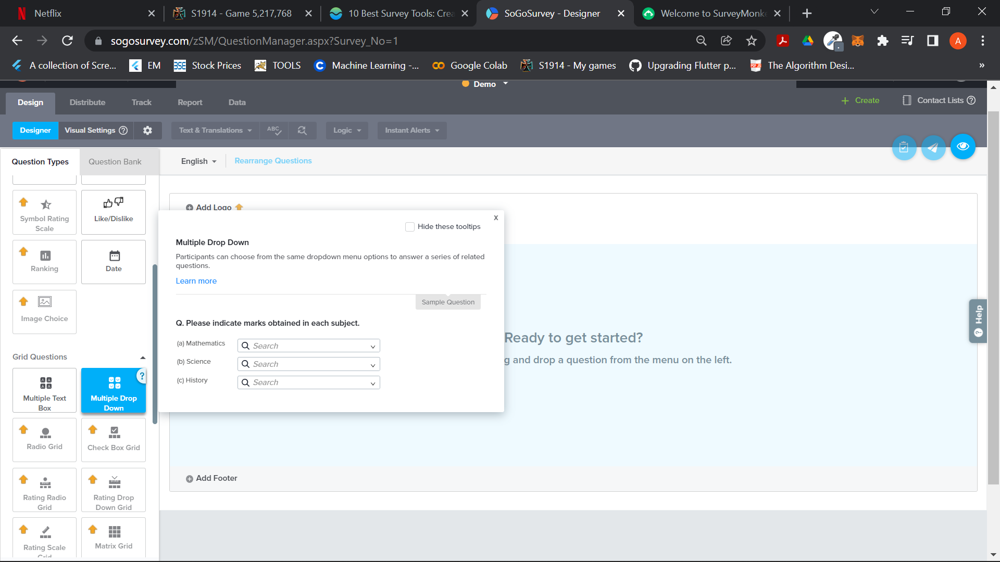 Netflix
S1914 - Game 5,217,768
10 Best Survey Tools: Crea
SoGoSurvey - Designer
Welcome to SurveyMonke
sogosurvey.com/zSM/QuestionManager.aspx?Survey_No=1
A
A collection of Scre...
EM
BSE
Stock Prices
TOOLS
Machine Learning -...
Google Colab
S1914 - My games
Upgrading Flutter p...
The Algorithm Desi...
»
Demo
Design
Distribute
Track
Report
Data
+ Create
Contact Lists ?
Designer
Visual Settings ?
Text & Translations
ABC
Logic
Instant Alerts
Question Types
Question Bank
English
Rearrange Questions
Symbol Rating
Scale
Like/Dislike
Ranking
Date
Image Choice
Grid Questions
Multiple Text
Box
Multiple Drop
Down
?
Radio Grid
Check Box Grid
Rating Radio
Grid
Rating Drop
Down Grid
Rating Scale
Grid
Matrix Grid
Add Logo
X
Hide these tooltips
Multiple Drop Down
Participants can choose from the same dropdown menu options to answer a series of related
questions.
Learn more
Sample Question
Q. Please indicate marks obtained in each subject.
(a) Mathematics
Search
(b) Science
Search
(c) History
Search
Ready to get started?
g and drop a question from the menu on the left.
Add Footer
? Help